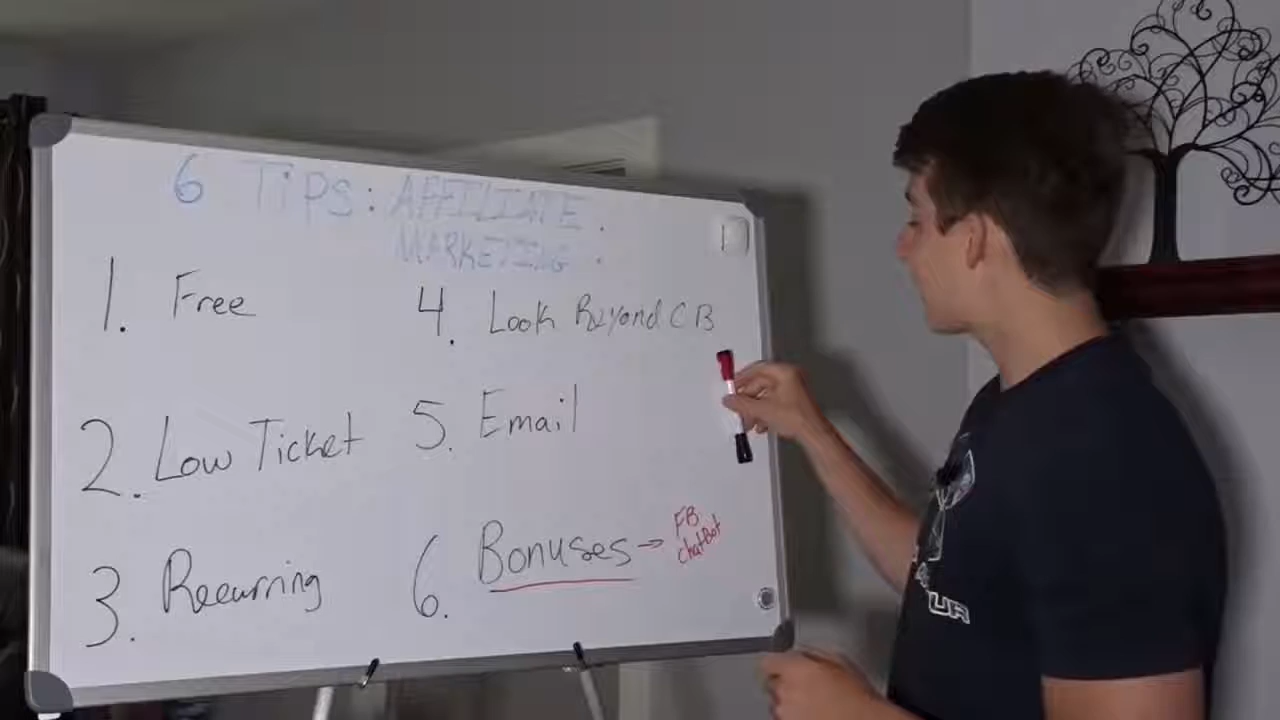 6 TIPS: AFFILIATE
MARKETING
1. Free
2. Low Ticket
3. Recurring
4. Look Beyond CB
5. Email
6. Bonuses → FB
chatBot